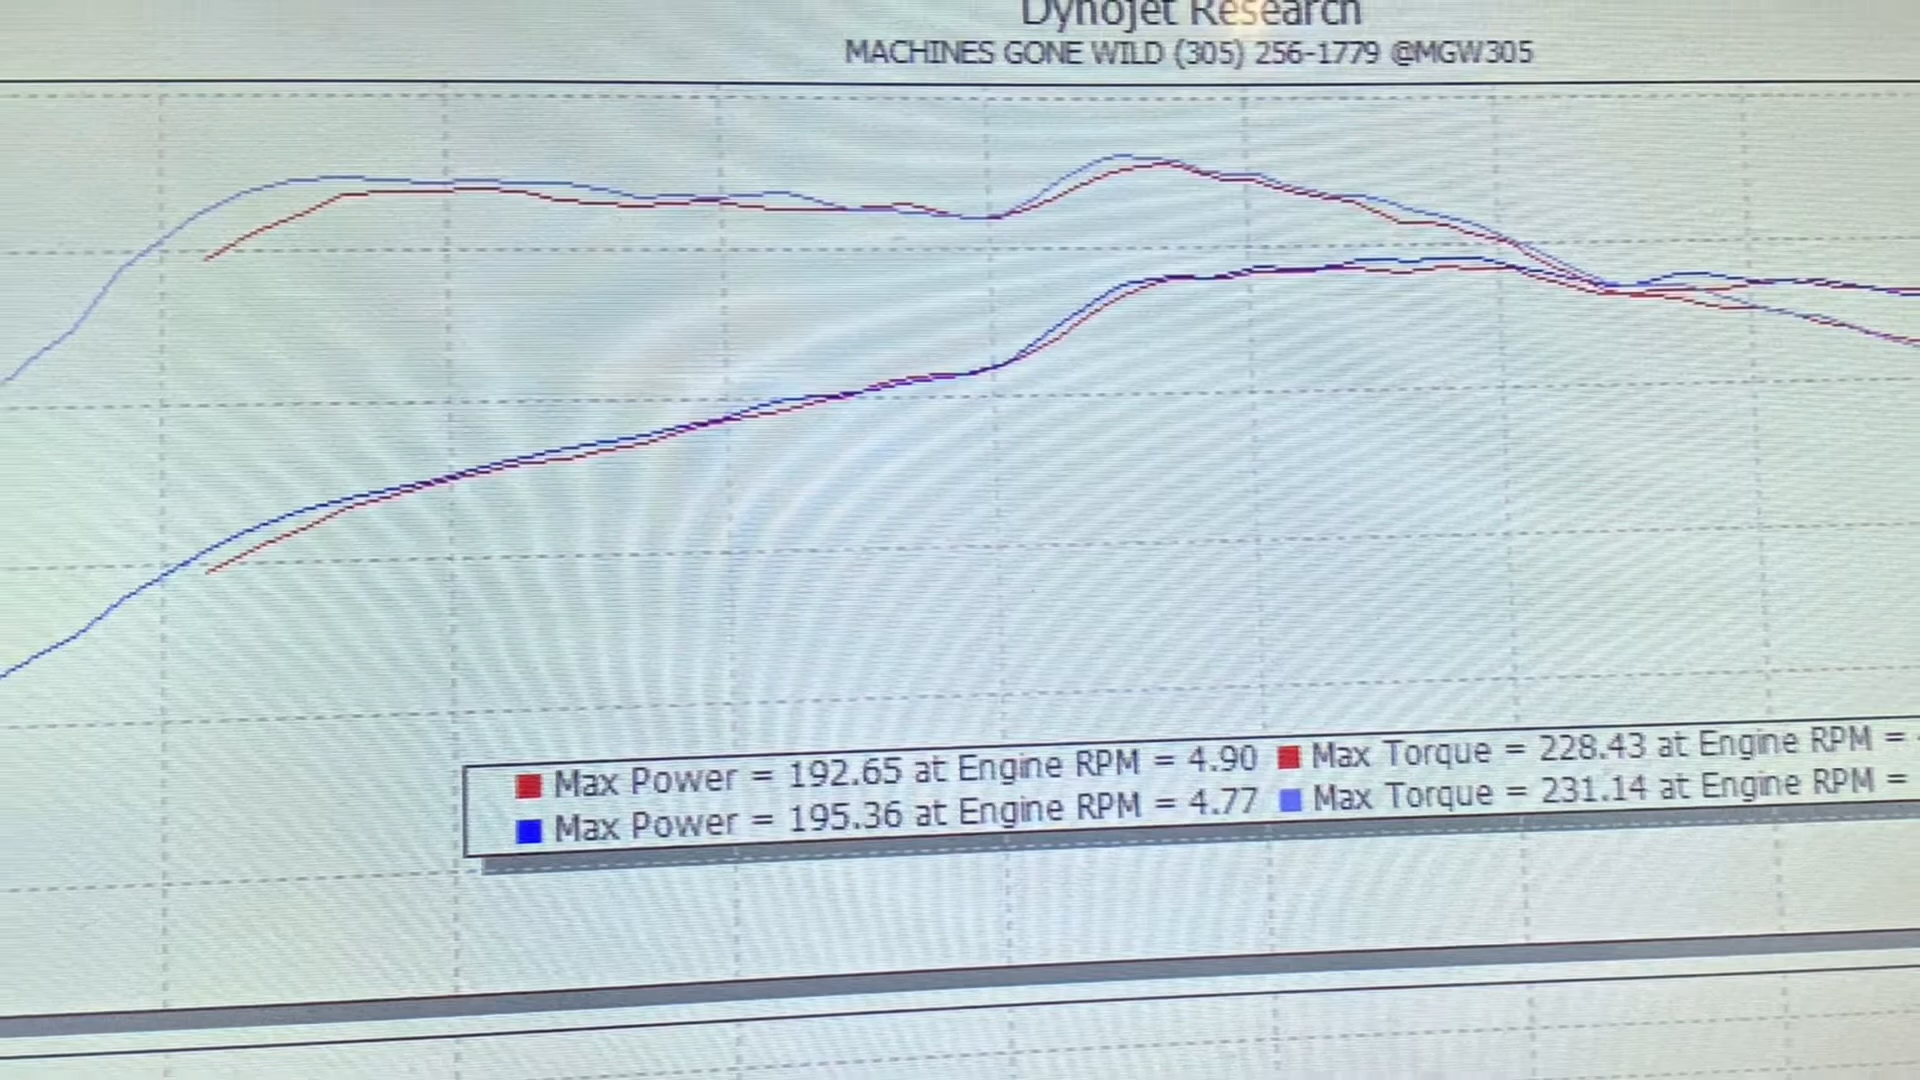 Dynojet Research
MACHINES GONE WILD (305) 256-1779 @MGW305
Max Power = 192.65 at Engine RPM = 4.90 Max Torque = 228.43 at Engine RPM =
Max Power = 195.36 at Engine RPM = 4.77 Max Torque = 231.14 at Engine RPM =